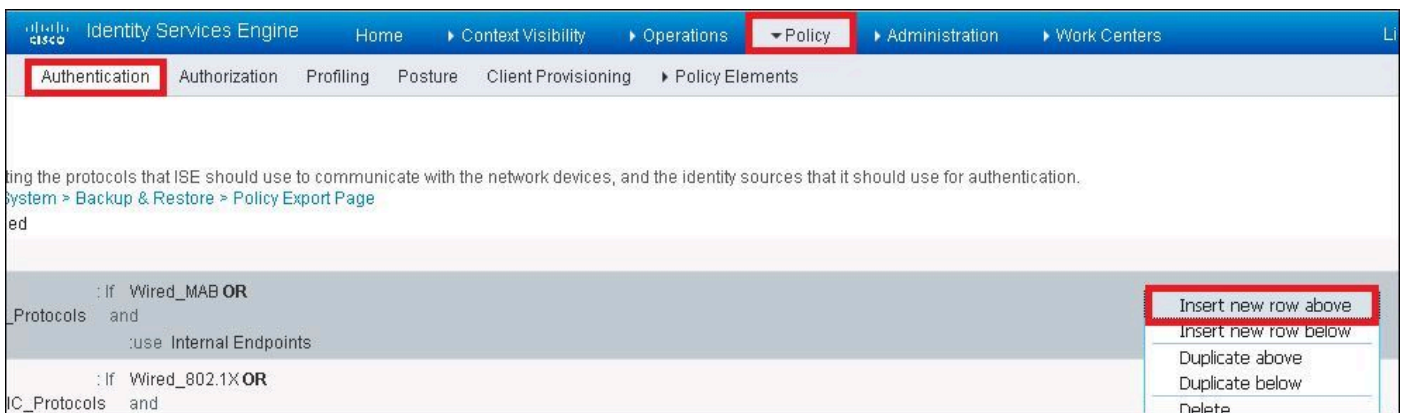 cisco Identity Services Engine Home Context Visibility Operations Policy Administration Work Centers Li
Authentication Authorization Profiling Posture Client Provisioning Policy Elements
ting the protocols that ISE should use to communicate with the network devices, and the identity sources that it should use for authentication.
System > Backup & Restore > Policy Export Page
ed
: If Wired_MAB OR
_Protocols and
:use Internal Endpoints
Insert new row above
Insert new row below
Duplicate above
Duplicate below
Delete
: If Wired_802.1X OR
IC_Protocols and